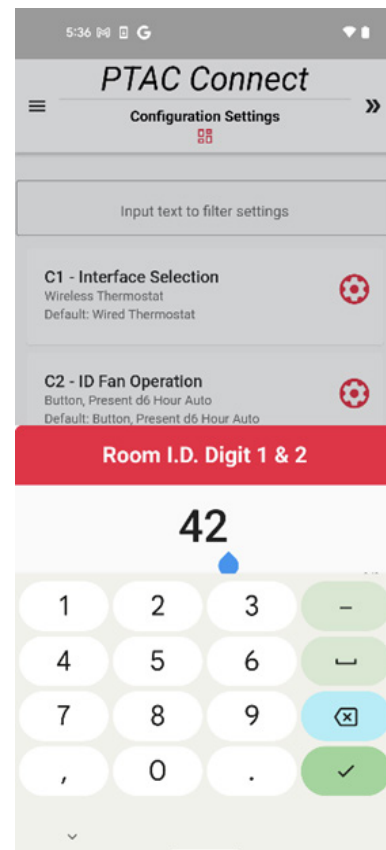 5:36
PTAC Connect
Configuration Settings
Input text to filter settings
C1 - Interface Selection
Wireless Thermostat
Default: Wired Thermostat
C2 - ID Fan Operation
Button, Present d6 Hour Auto
Default: Button, Present d6 Hour Auto
Room I.D. Digit 1 & 2
42
1 2 3 –
4 5 6
7 8 9
, 0 .